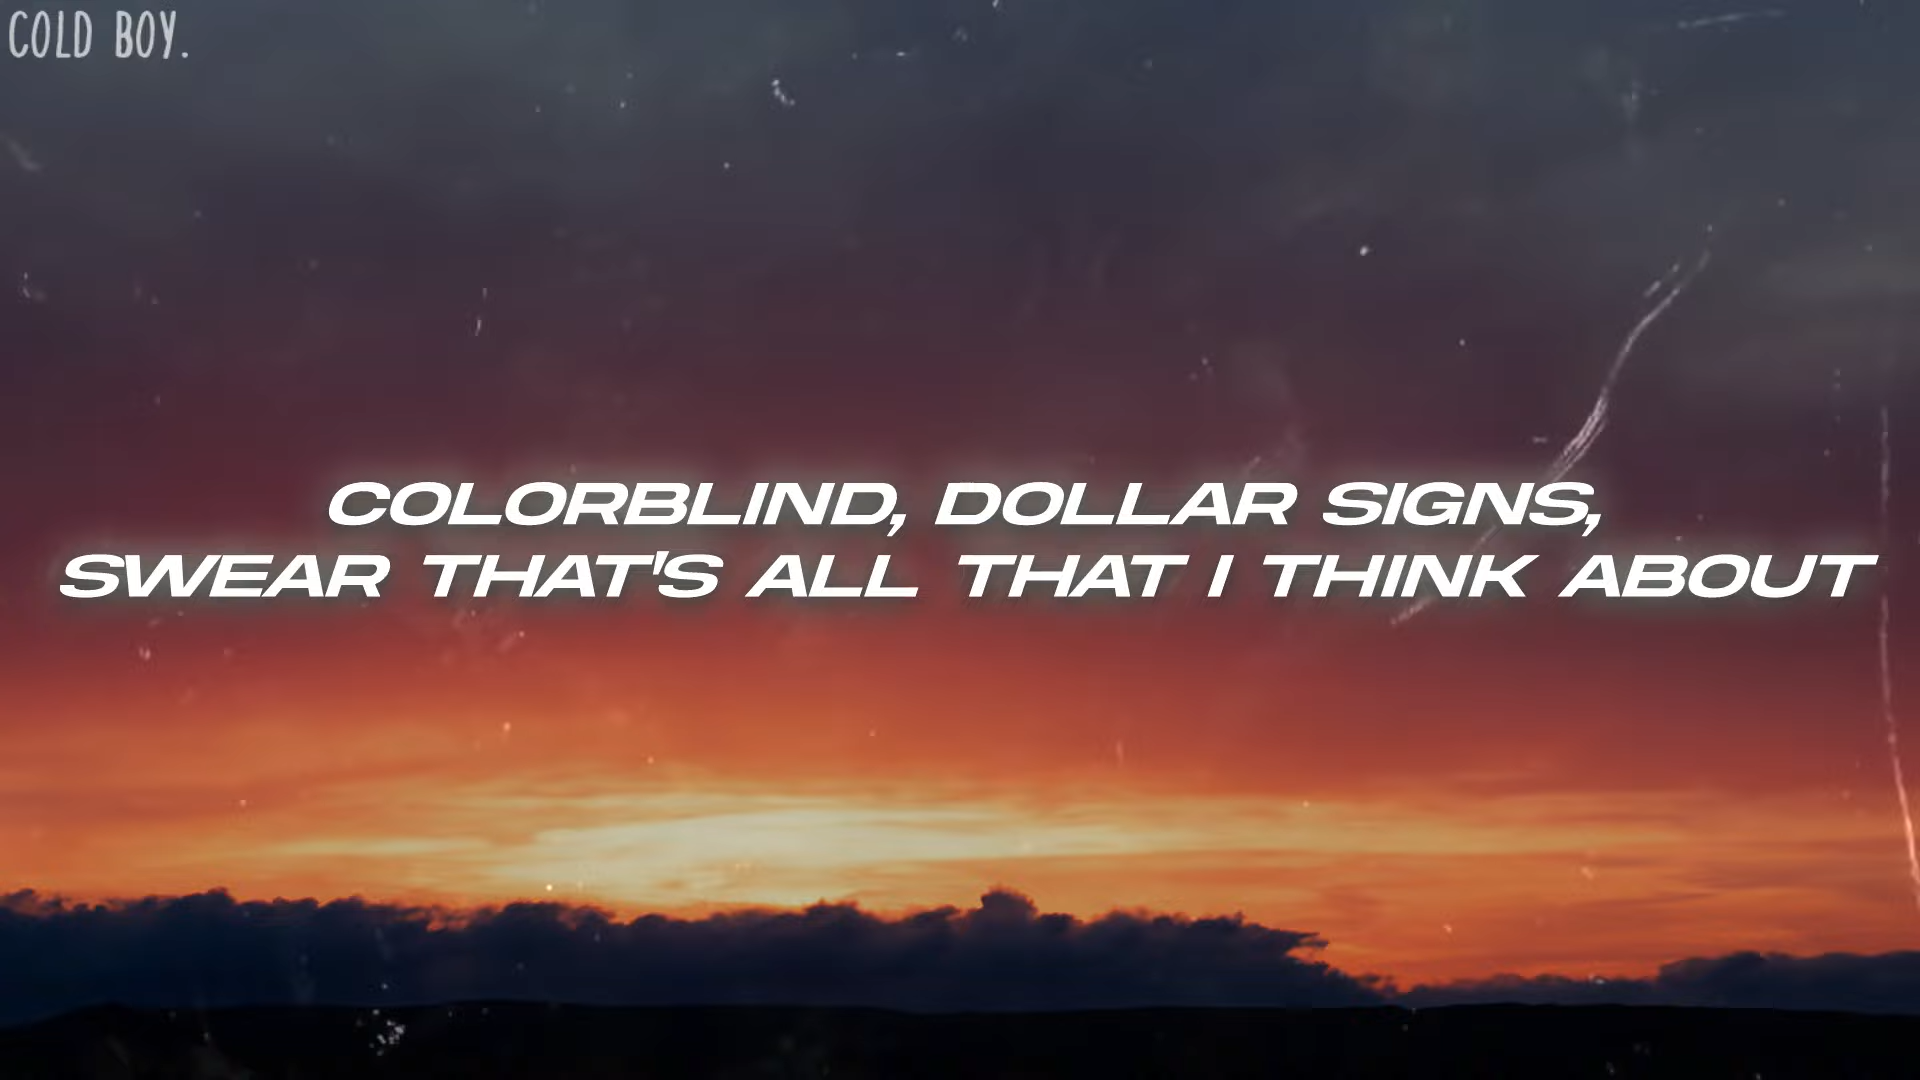 COLD BOY.
COLORBLIND, DOLLAR SIGNS,
SWEAR THAT'S ALL THAT I THINK ABOUT